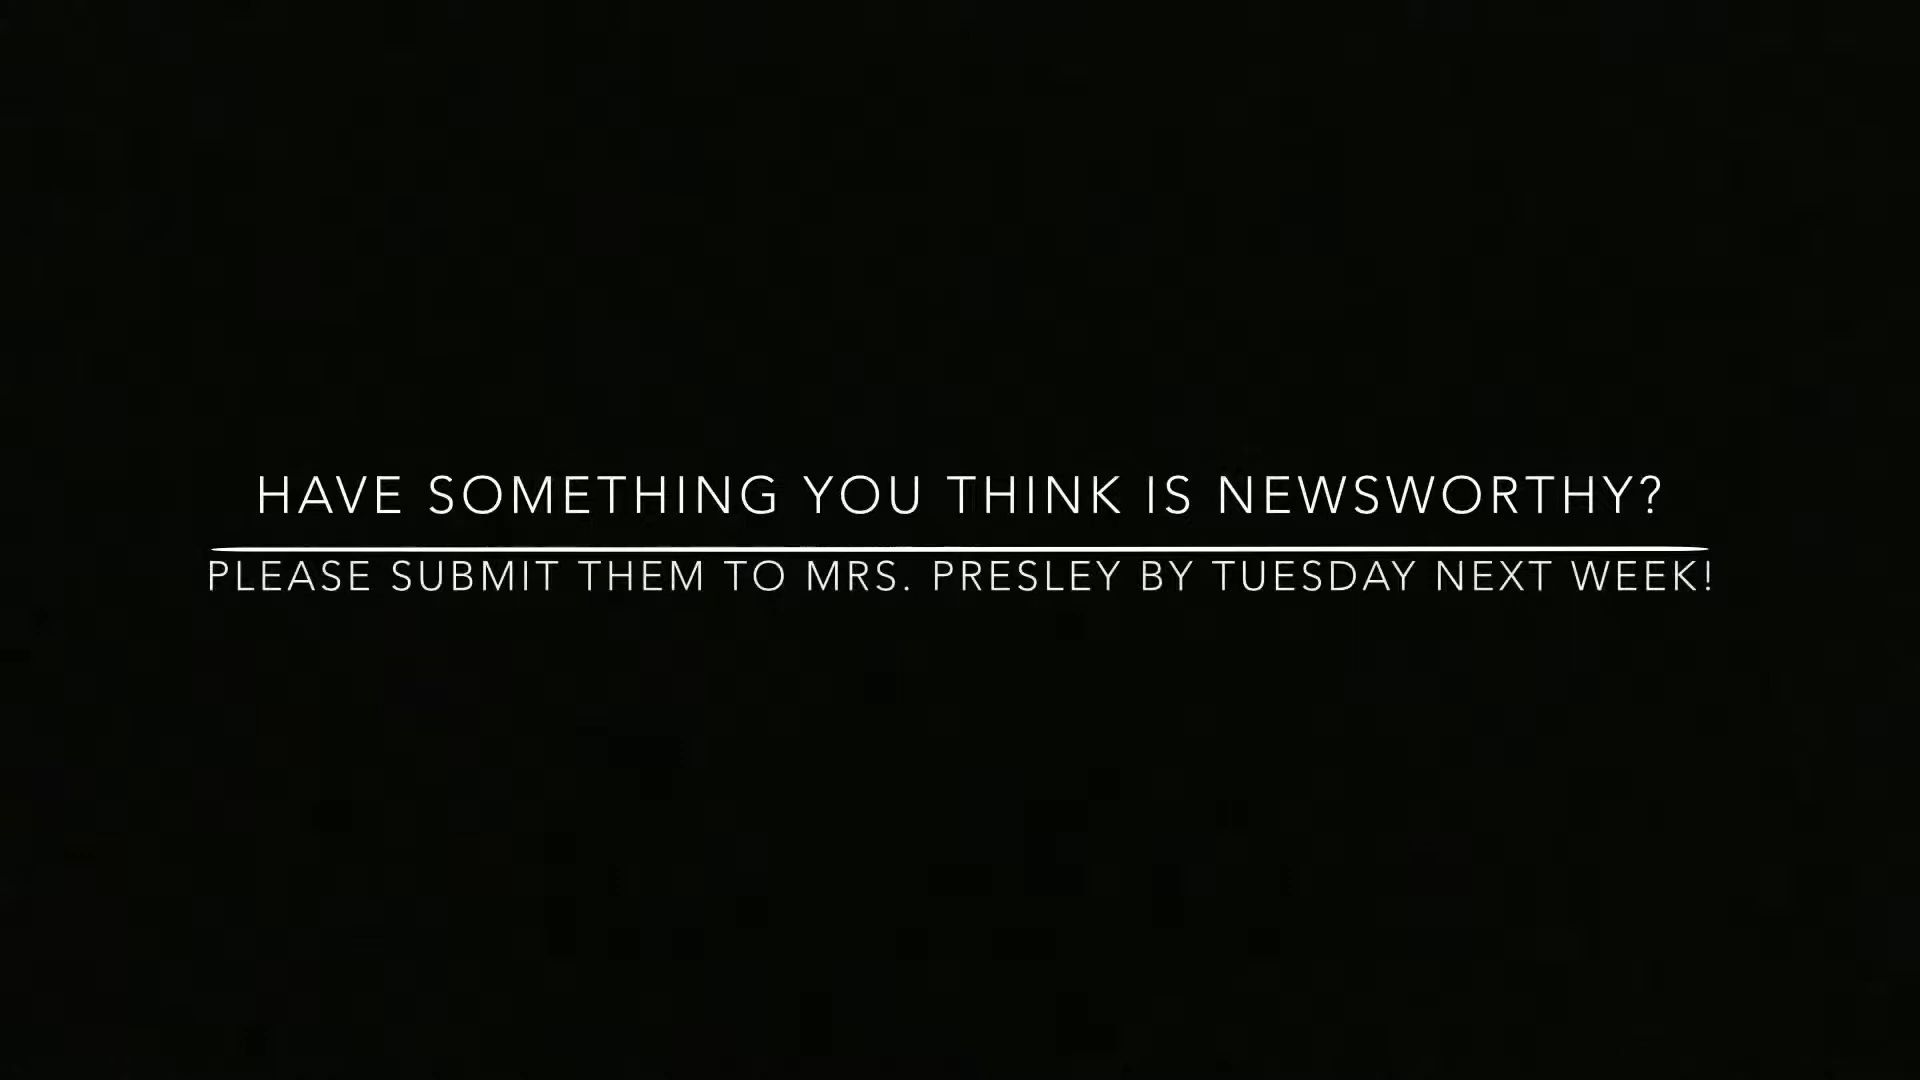 HAVE SOMETHING YOU THINK IS NEWSWORTHY?
PLEASE SUBMIT THEM TO MRS. PRESLEY BY TUESDAY NEXT WEEK!